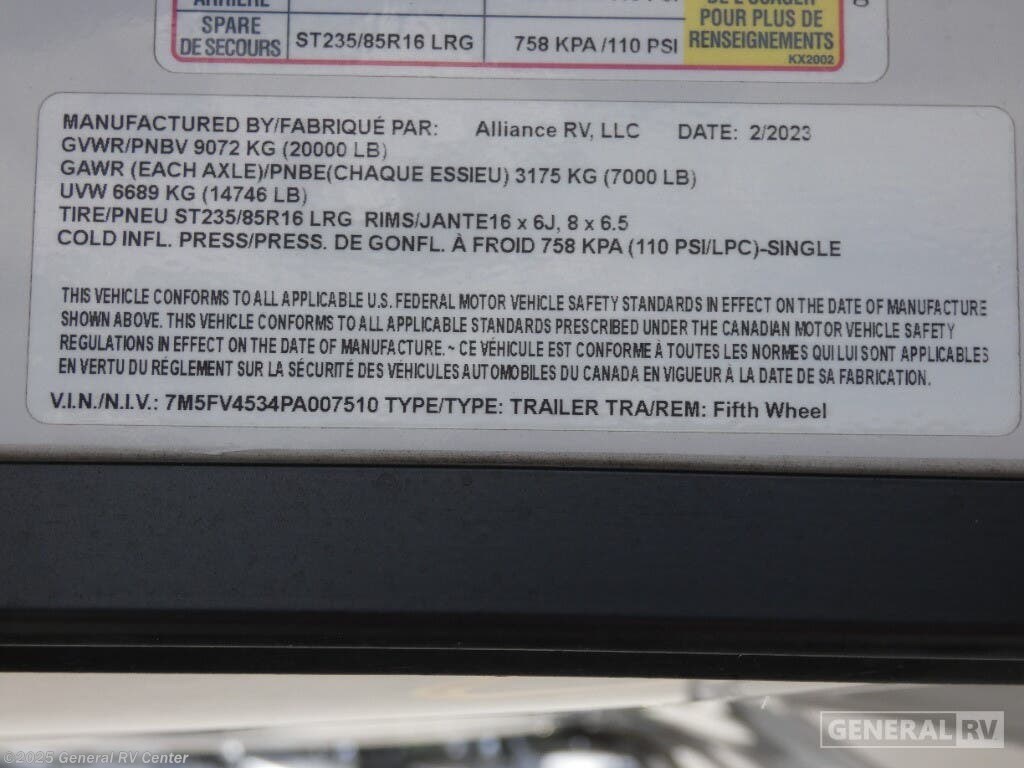 SPARE
DE SECOURS
ST235/85R16 LRG
758 KPA /110 PSI
POUR PLUS DE
RENSEIGNEMENTS
KX2002
MANUFACTURED BY/FABRIQUÉ PAR: Alliance RV, LLC DATE: 2/2023
GVWR/PNBV 9072 KG (20000 LB)
GAWR (EACH AXLE)/PNBE(CHAQUE ESSIEU) 3175 KG (7000 LB)
UVW 6689 KG (14746 LB)
TIRE/PNEU ST235/85R16 LRG RIMS/JANTE16 x 6J, 8 x 6.5
COLD INFL. PRESS/PRESS. DE GONFL. À FROID 758 KPA (110 PSI/LPC)-SINGLE
THIS VEHICLE CONFORMS TO ALL APPLICABLE U.S. FEDERAL MOTOR VEHICLE SAFETY STANDARDS IN EFFECT ON THE DATE OF MANUFACTURE
SHOWN ABOVE. THIS VEHICLE CONFORMS TO ALL APPLICABLE STANDARDS PRESCRIBED UNDER THE CANADIAN MOTOR VEHICLE SAFETY
REGULATIONS IN EFFECT ON THE DATE OF MANUFACTURE. ~ CE VÉHICULE EST CONFORME À TOUTES LES NORMES QUI LUI SONT APPLICABLES
EN VERTU DU RÉGLEMENT SUR LA SÉCURITÉ DES VEHICULES AUTOMOBILES DU CANADA EN VIGUEUR À LA DATE DE SA FABRICATION.
V.I.N./N.I.V.: 7M5FV4534PA007510 TYPE/TYPE: TRAILER TRA/REM: Fifth Wheel
GENERAL RV
©2025 General RV Center